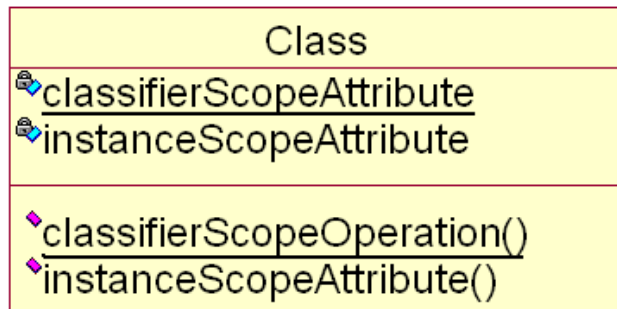 Class
classifierScopeAttribute
instanceScopeAttribute
classifierScopeOperation()
instanceScopeAttribute()